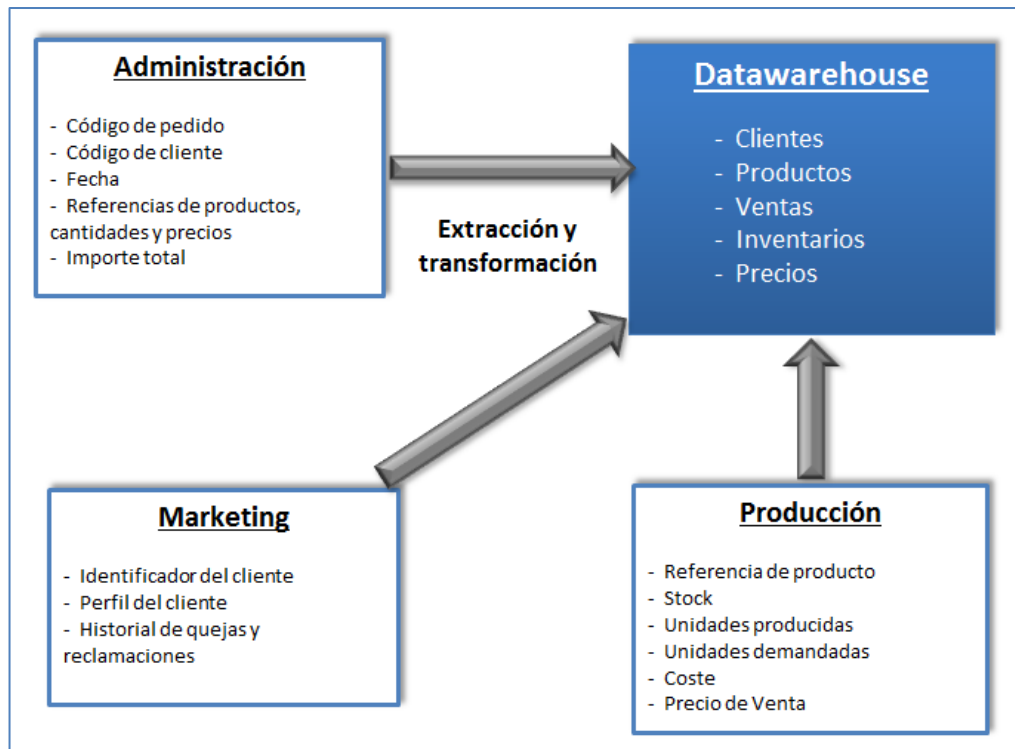 Administración
- Código de pedido
- Código de cliente
- Fecha
- Referencias de productos,
cantidades y precios
- Importe total
Extracción y
transformación
Datawarehouse
- Clientes
- Productos
- Ventas
- Inventarios
- Precios
Marketing
- Identificador del cliente
- Perfil del cliente
- Historial de quejas y
reclamaciones
Producción
- Referencia de producto
- Stock
- Unidades producidas
- Unidades demandadas
- Coste
- Precio de Venta